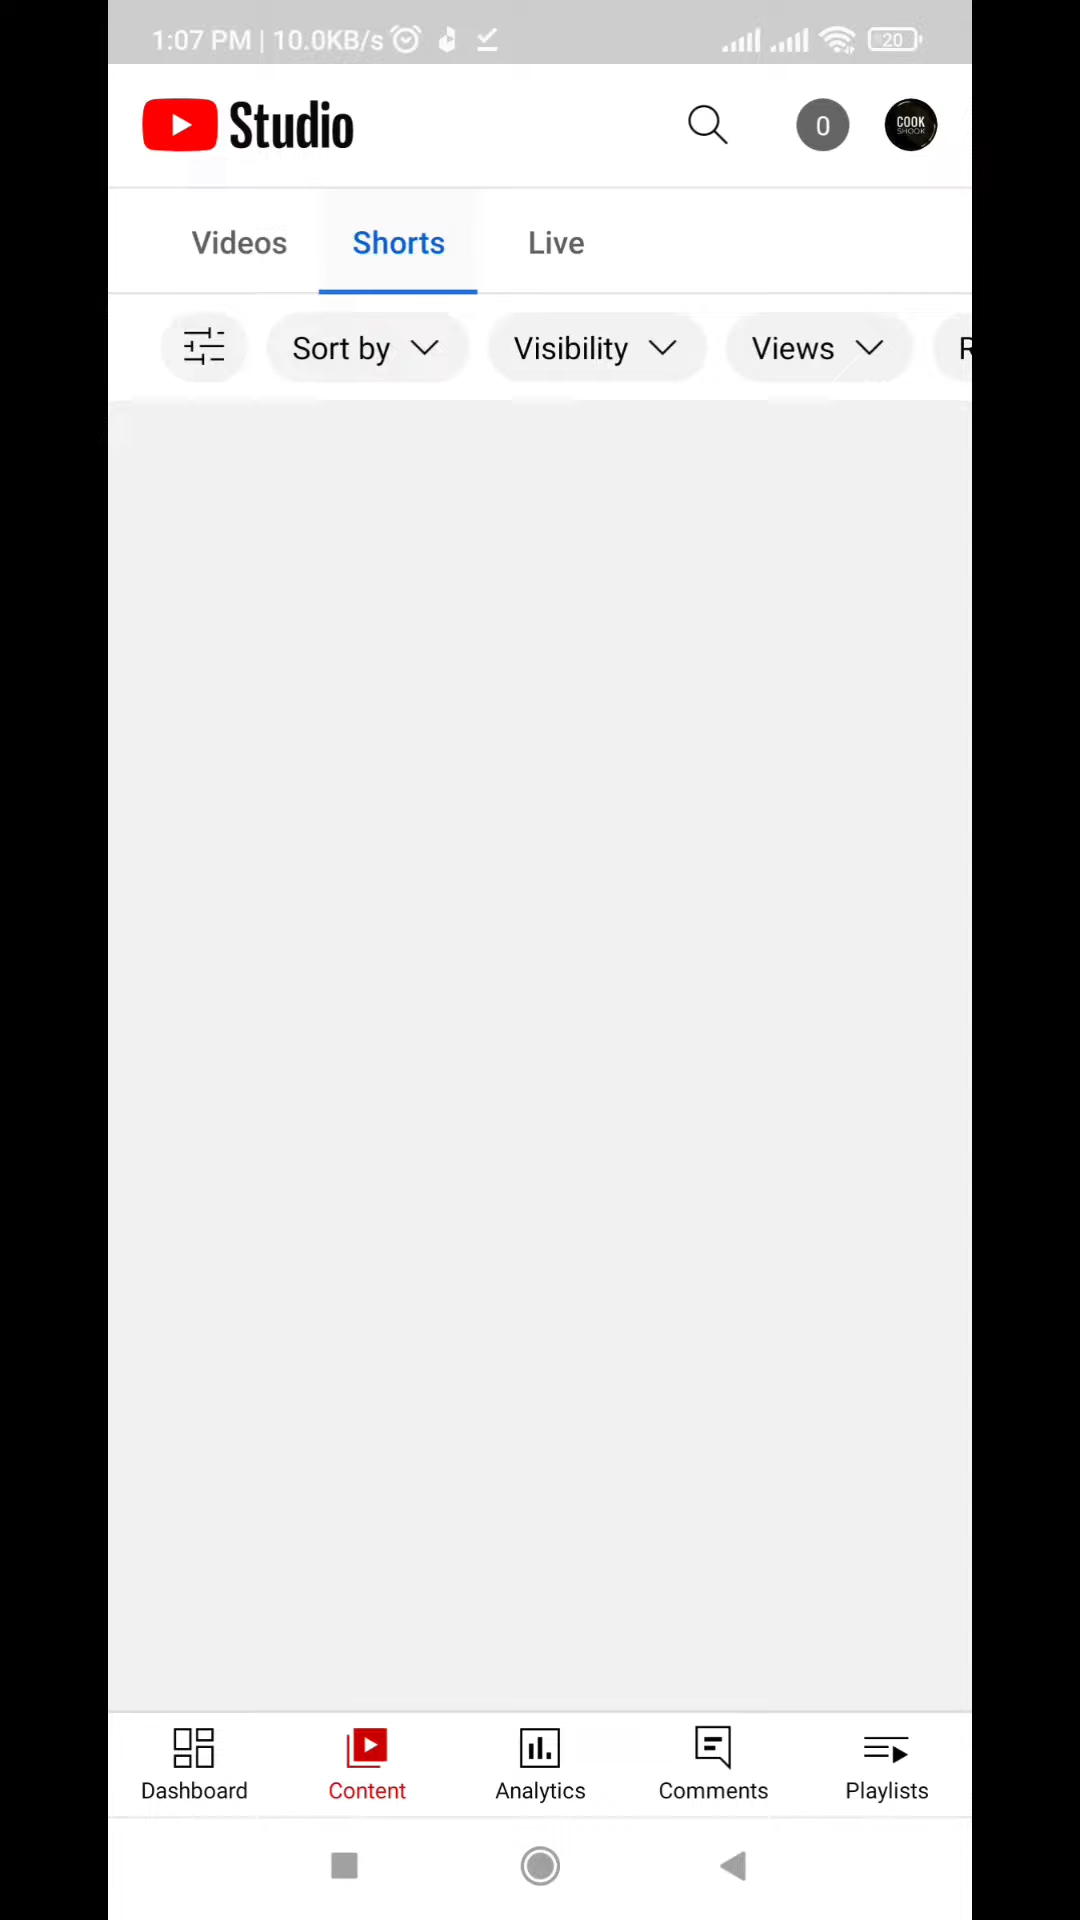 1:07 PM | 10.0KB/s 20
Studio 0 COOK SHOOK
Videos Shorts Live
Sort by Visibility Views R
Dashboard Content Analytics Comments Playlists